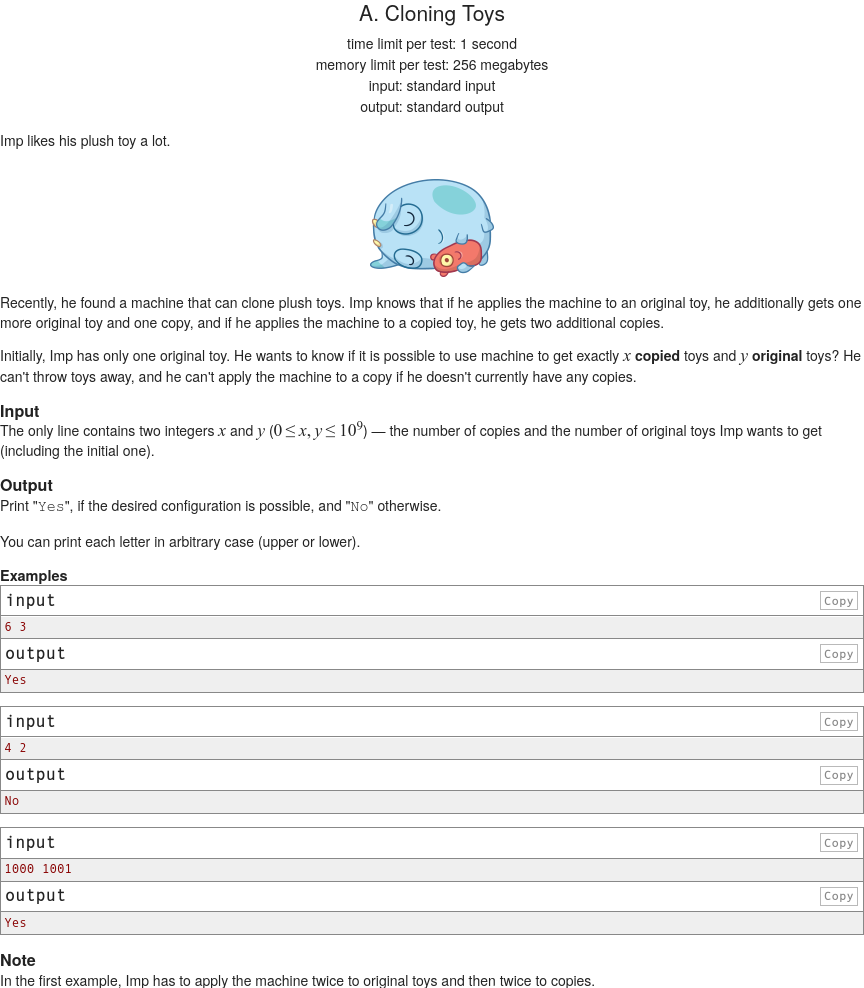 A. Cloning Toys
time limit per test: 1 second
memory limit per test: 256 megabytes
input: standard input
output: standard output
Imp likes his plush toy a lot.
Recently, he found a machine that can clone plush toys. Imp knows that if he applies the machine to an original toy, he additionally gets one
more original toy and one copy, and if he applies the machine to a copied toy, he gets two additional copies.
Initially, Imp has only one original toy. He wants to know if it is possible to use machine to get exactly x copied toys and y original toys? He
can't throw toys away, and he can't apply the machine to a copy if he doesn't currently have any copies.
Input
The only line contains two integers x and y (0 ≤ x, y ≤ 10⁹) — the number of copies and the number of original toys Imp wants to get
(including the initial one).
Output
Print "Yes", if the desired configuration is possible, and "No" otherwise.
You can print each letter in arbitrary case (upper or lower).
Examples
input Copy
6 3
output Copy
Yes
input Copy
4 2
output Copy
No
input Copy
1000 1001
output Copy
Yes
Note
In the first example, Imp has to apply the machine twice to original toys and then twice to copies.